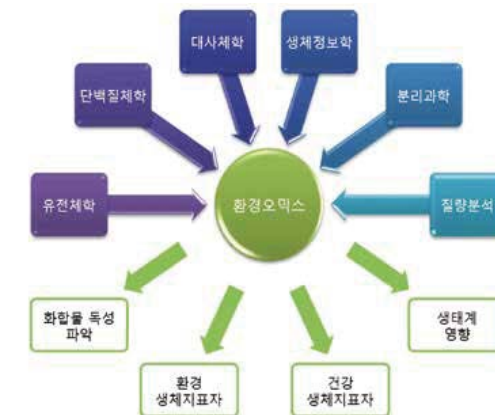 대사체학
생체정보학
단백질체학
분리과학
유전체학
환경오믹스
질량분석
화합물 독성
파악
생태계
영향
환경
생체지표자
건강
생체지표자